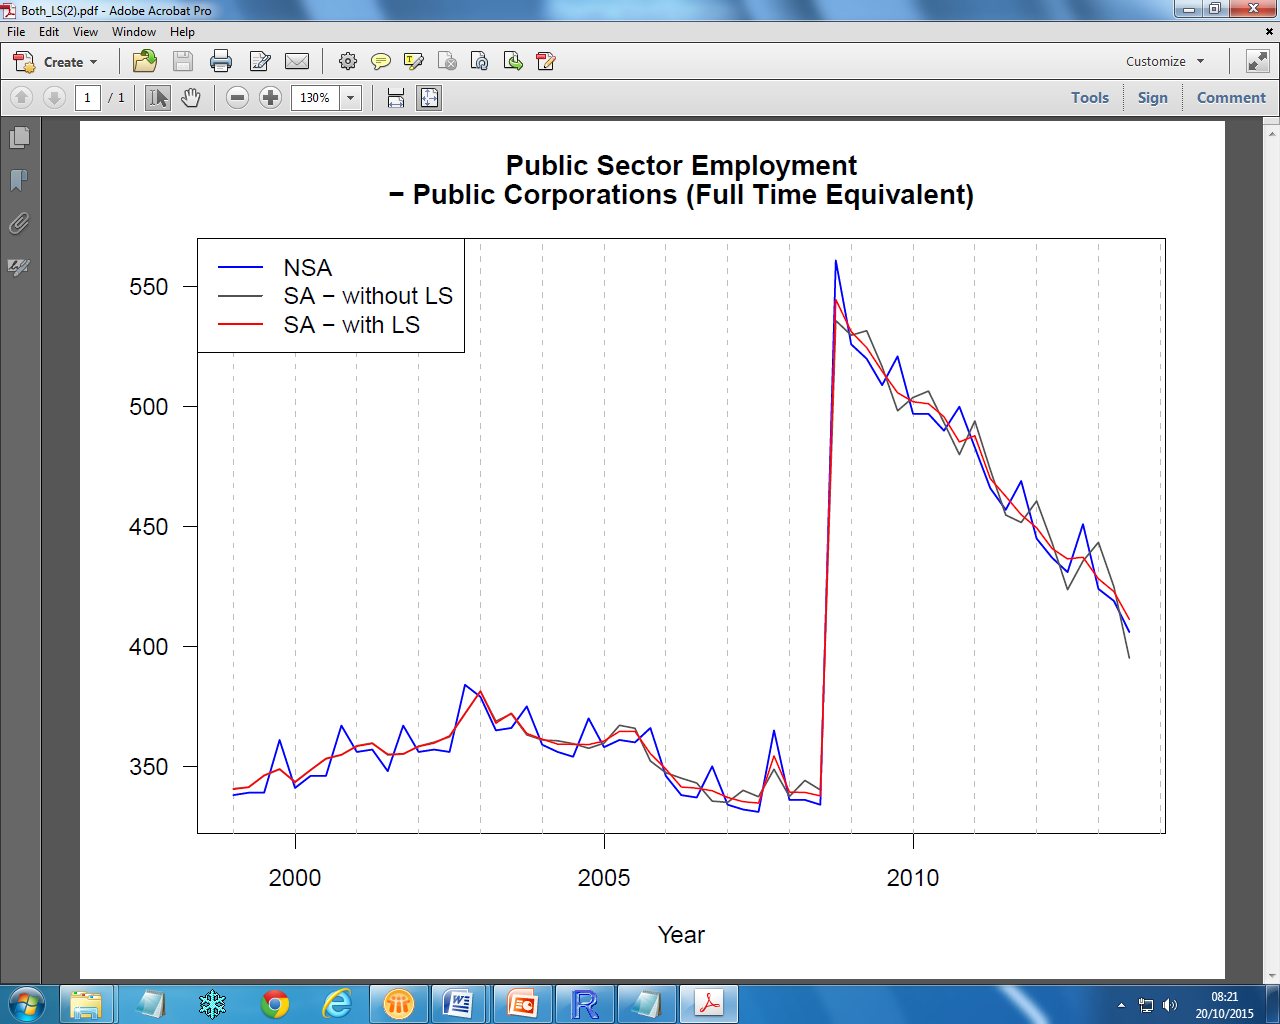 Both_LS(2).pdf - Adobe Acrobat Pro
File Edit View Window Help
Create Customize
1 / 1 130% Tools Sign Comment
Public Sector Employment
− Public Corporations (Full Time Equivalent)
NSA
SA − without LS
SA − with LS
550
500
450
400
350
2000 2005 2010
Year
08:21
20/10/2015